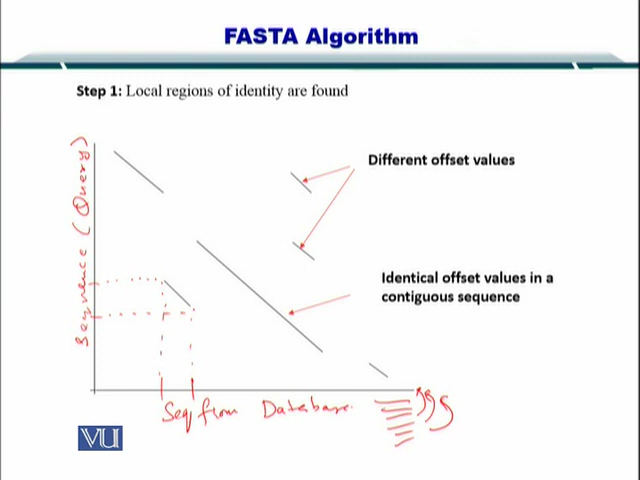 FASTA Algorithm
Step 1: Local regions of identity are found
Different offset values
Sequence (Query)
Identical offset values in a
contiguous sequence
Seq from Database
VU